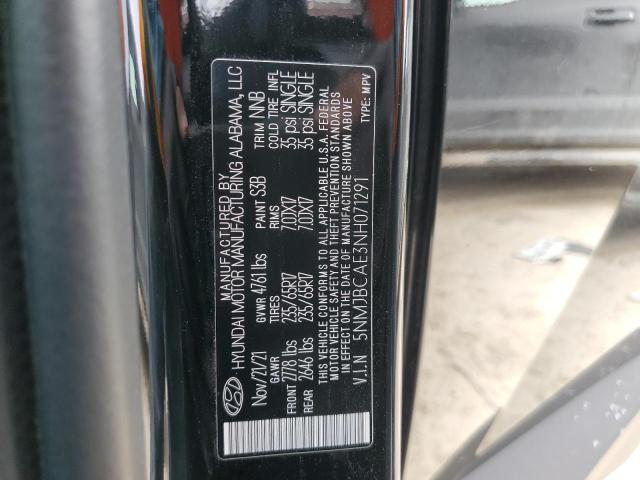 MANUFACTURED BY
HYUNDAI MOTOR MANUFACTURING ALABAMA, LLC
Nov/21/21 GVWR 4761 lbs PAINT S3B TRIM NNB
GAWR TIRES RIMS COLD TIRE INFL
FRONT 2778 lbs 235/65R17 7.0JX17 35 psi SINGLE
REAR 2646 lbs 235/65R17 7.0JX17 35 psi SINGLE
THIS VEHICLE CONFORMS TO ALL APPLICABLE U.S.A. FEDERAL
MOTOR VEHICLE SAFETY AND THEFT PREVENTION STANDARDS
IN EFFECT ON THE DATE OF MANUFACTURE SHOWN ABOVE
V.I.N 5NMJBCAE3NH071291 TYPE: MPV